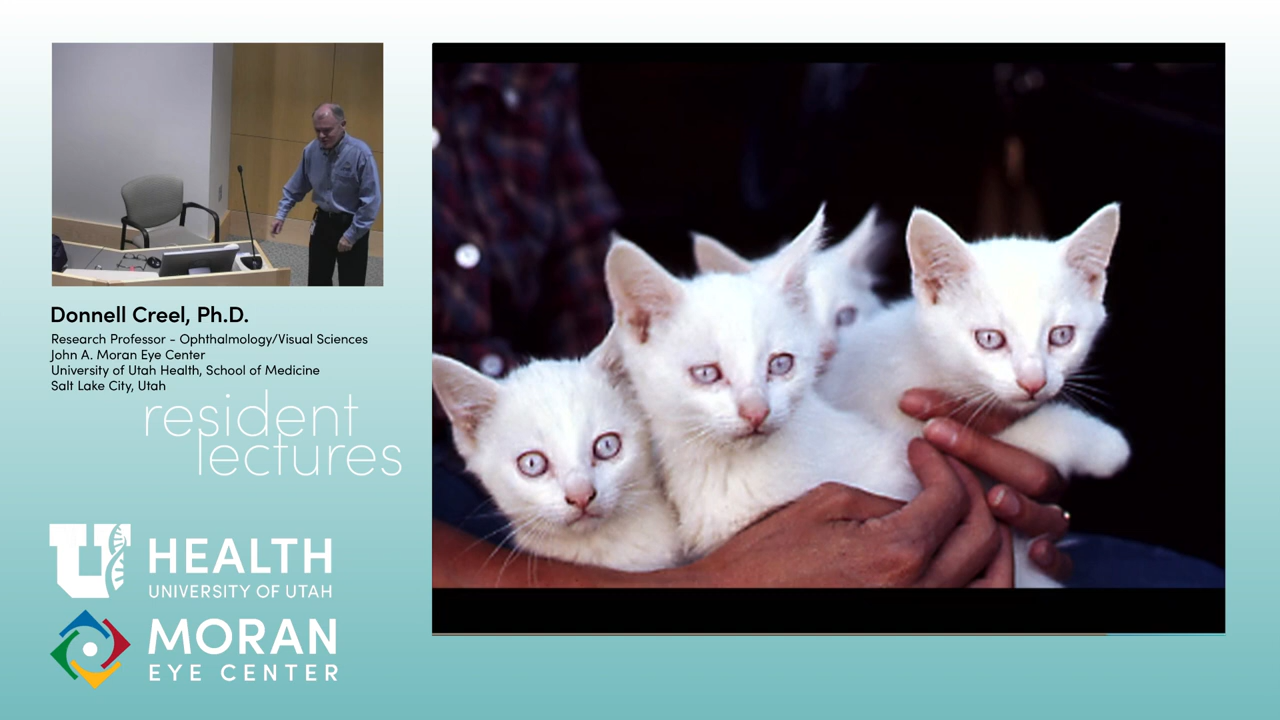 Donnell Creel, Ph.D.
Research Professor - Ophthalmology/Visual Sciences
John A. Moran Eye Center
University of Utah Health, School of Medicine
Salt Lake City, Utah
resident
lectures
U HEALTH
UNIVERSITY OF UTAH
MORAN
EYE CENTER